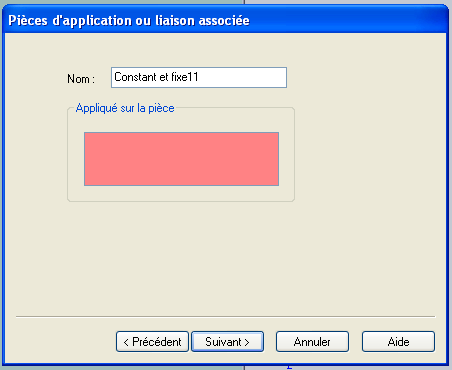 Pièces d'application ou liaison associée
Nom : Constant et fixe11
Appliqué sur la pièce
< Précédent Suivant > Annuler Aide